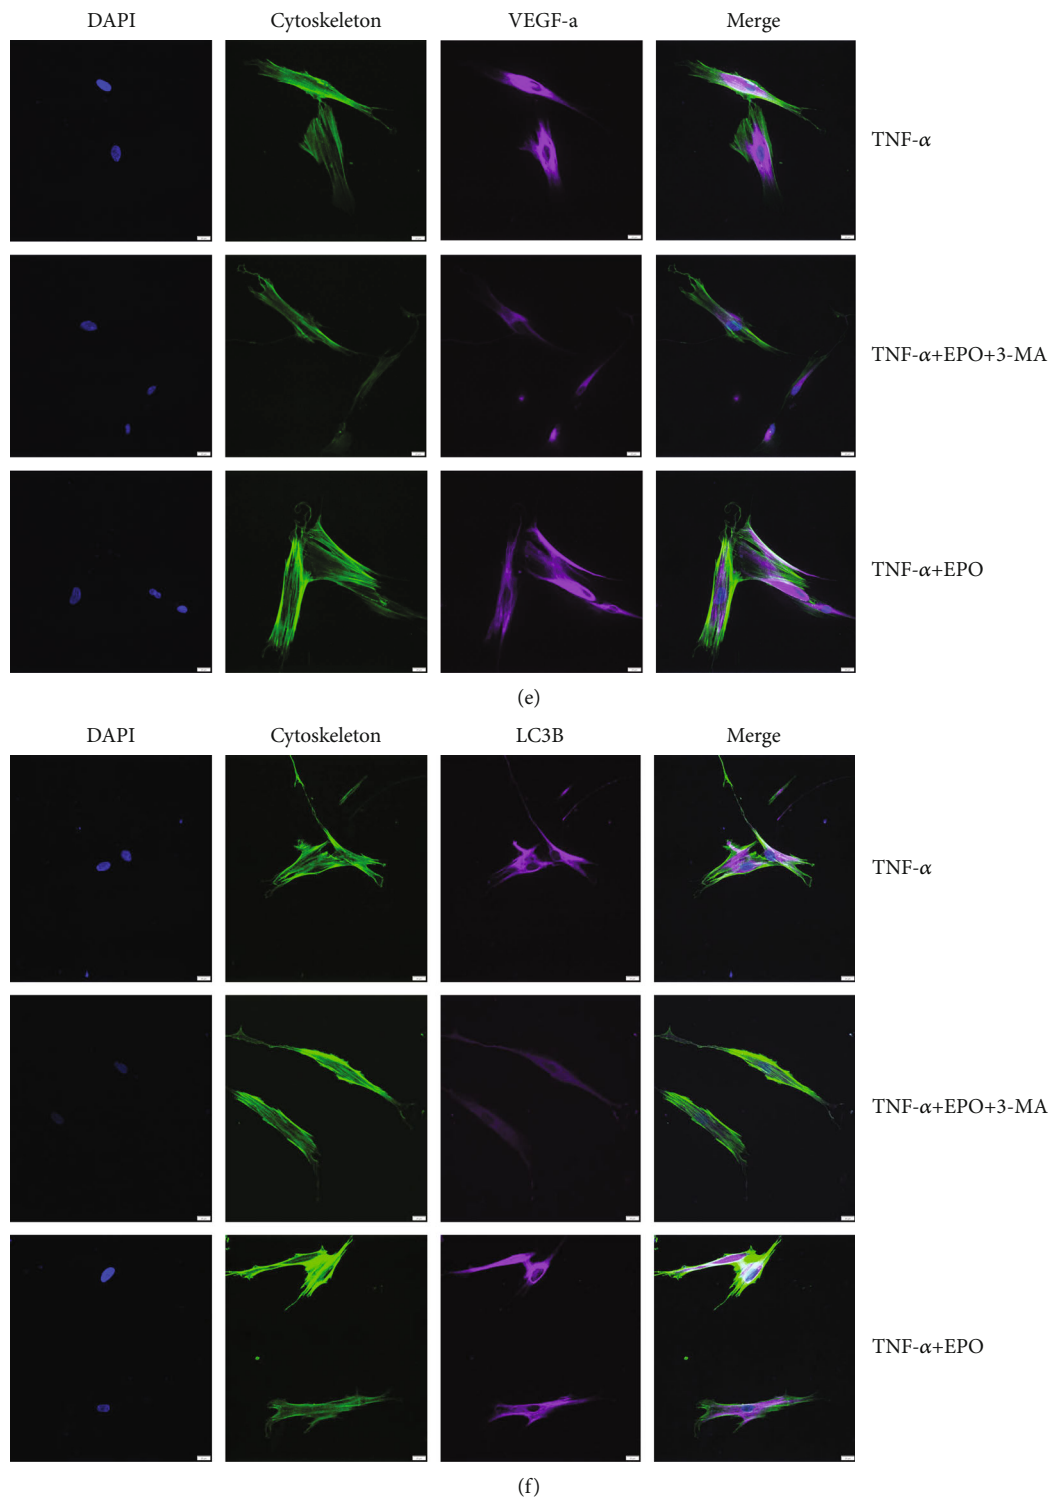 DAPI Cytoskeleton VEGF-a Merge
TNF-α
TNF-α+EPO+3-MA
TNF-α+EPO
(e)
DAPI Cytoskeleton LC3B Merge
TNF-α
TNF-α+EPO+3-MA
TNF-α+EPO
(f)